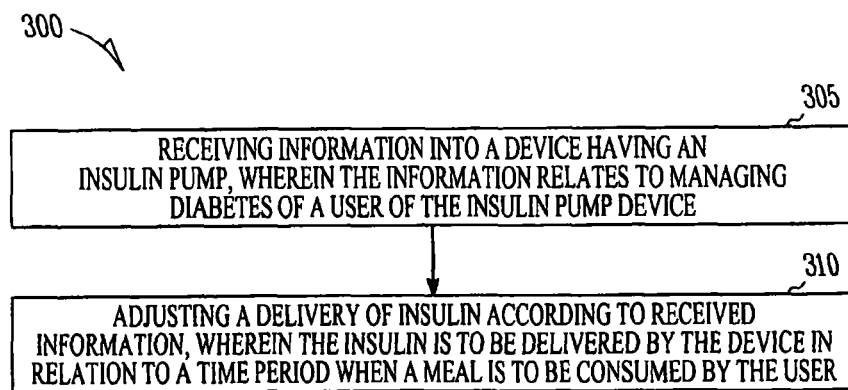 300
305
RECEIVING INFORMATION INTO A DEVICE HAVING AN
INSULIN PUMP, WHEREIN THE INFORMATION RELATES TO MANAGING
DIABETES OF A USER OF THE INSULIN PUMP DEVICE
310
ADJUSTING A DELIVERY OF INSULIN ACCORDING TO RECEIVED
INFORMATION, WHEREIN THE INSULIN IS TO BE DELIVERED BY THE DEVICE IN
RELATION TO A TIME PERIOD WHEN A MEAL IS TO BE CONSUMED BY THE USER